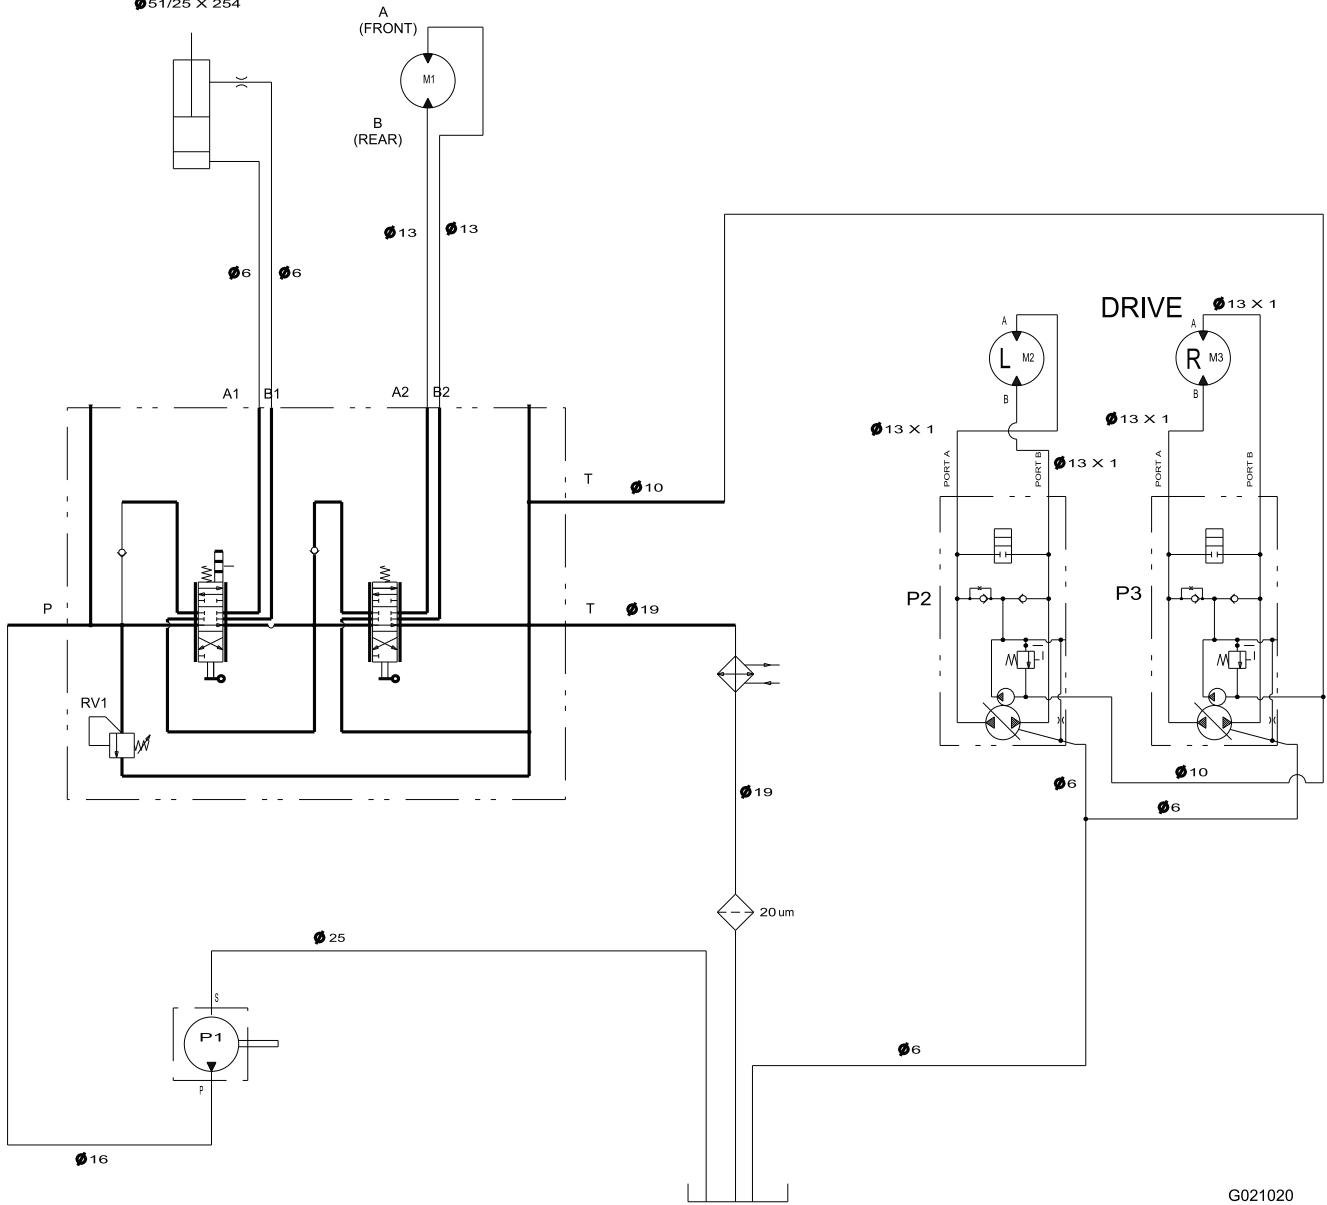 Ø51/25 X 254
A
(FRONT)
M1
B
(REAR)
Ø13
Ø13
Ø6
Ø6
DRIVE
Ø13 X 1
A
A
L M2
R M3
B
B
A1
B1
A2
B2
Ø13 X 1
Ø13 X 1
Ø13 X 1
PORT A
PORT B
PORT A
PORT B
T
Ø10
P
T
Ø19
P2
P3
RV1
Ø19
Ø6
Ø10
Ø6
20 um
Ø25
S
P1
P
Ø6
Ø16
G021020